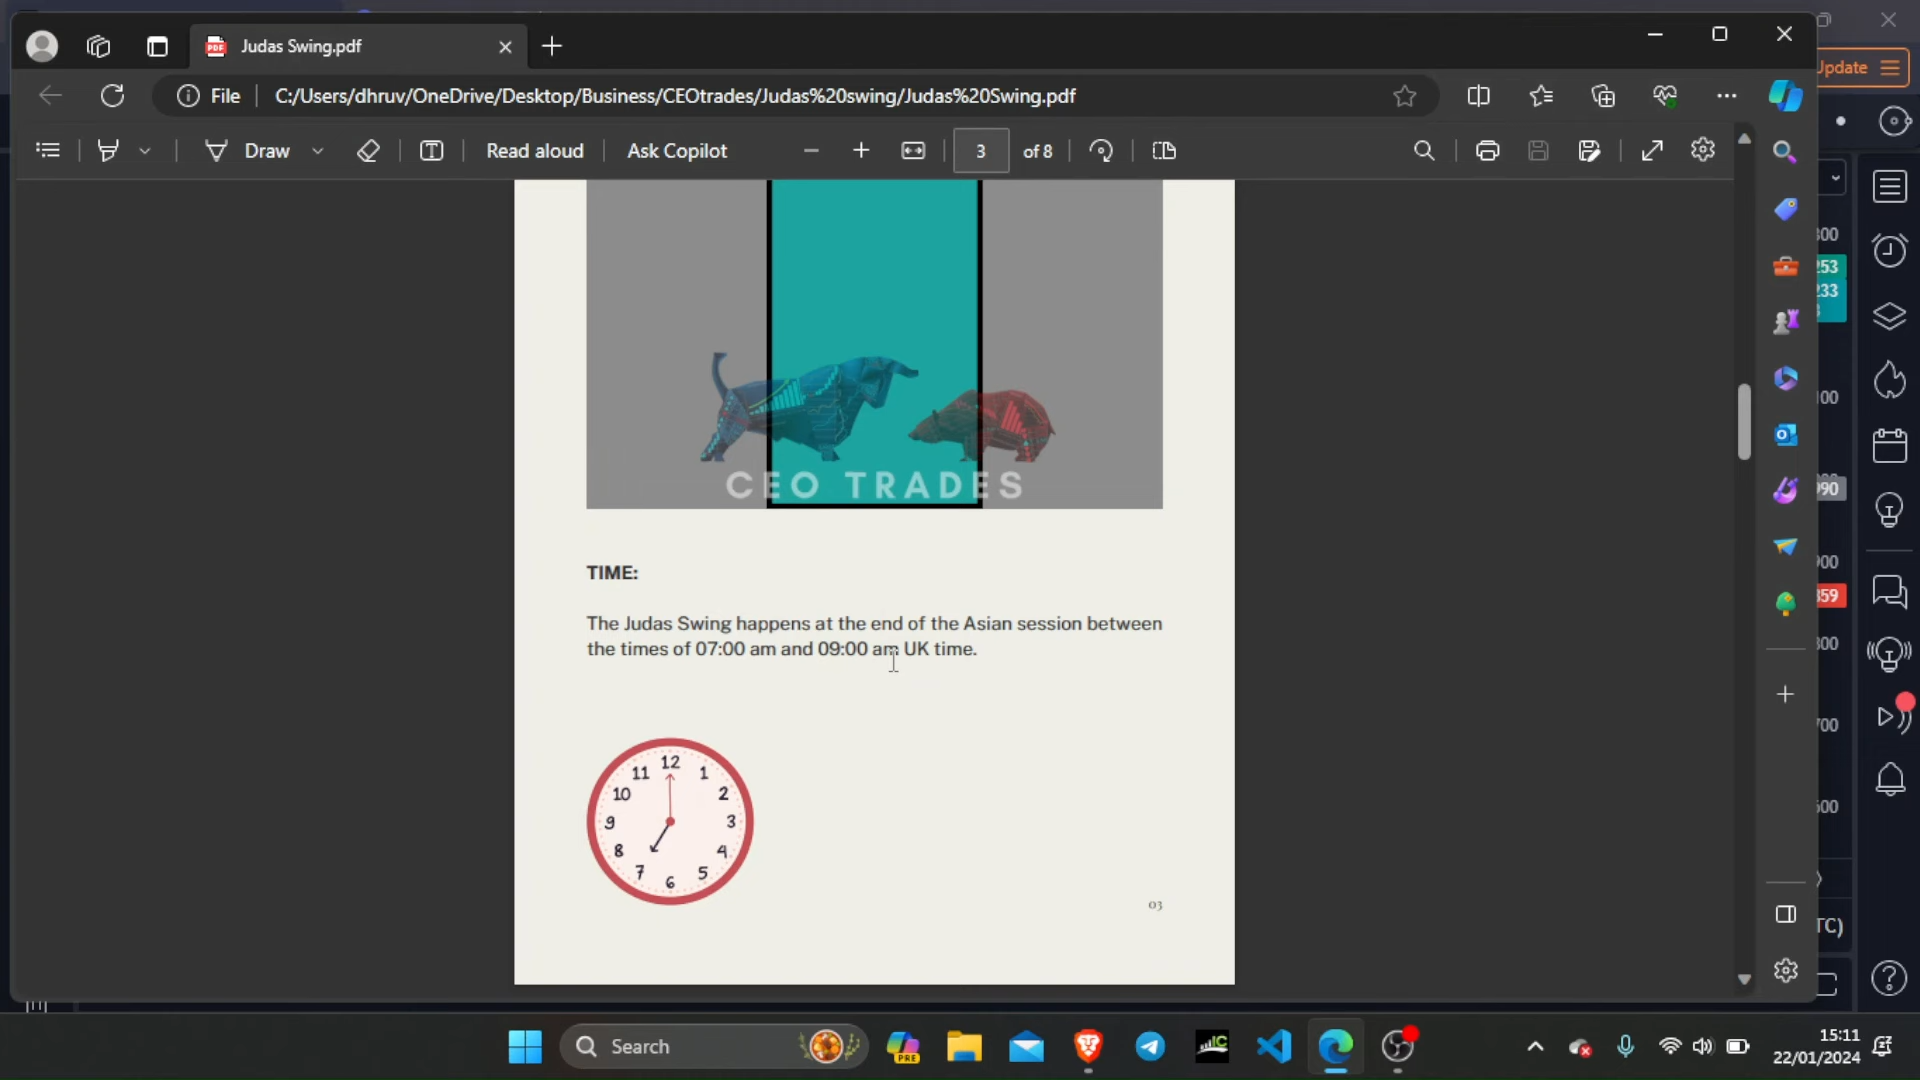 Judas Swing.pdf
Update
File
C:/Users/dhruv/OneDrive/Desktop/Business/CEOtrades/Judas%20swing/Judas%20Swing.pdf
Draw
Read aloud
Ask Copilot
3 of 8
CEO TRADES
TIME:
The Judas Swing happens at the end of the Asian session between
the times of 07:00 am and 09:00 am UK time.
12
11 1
10 2
9 3
8 4
7 5
6
03
Search
PRE
15:11
22/01/2024